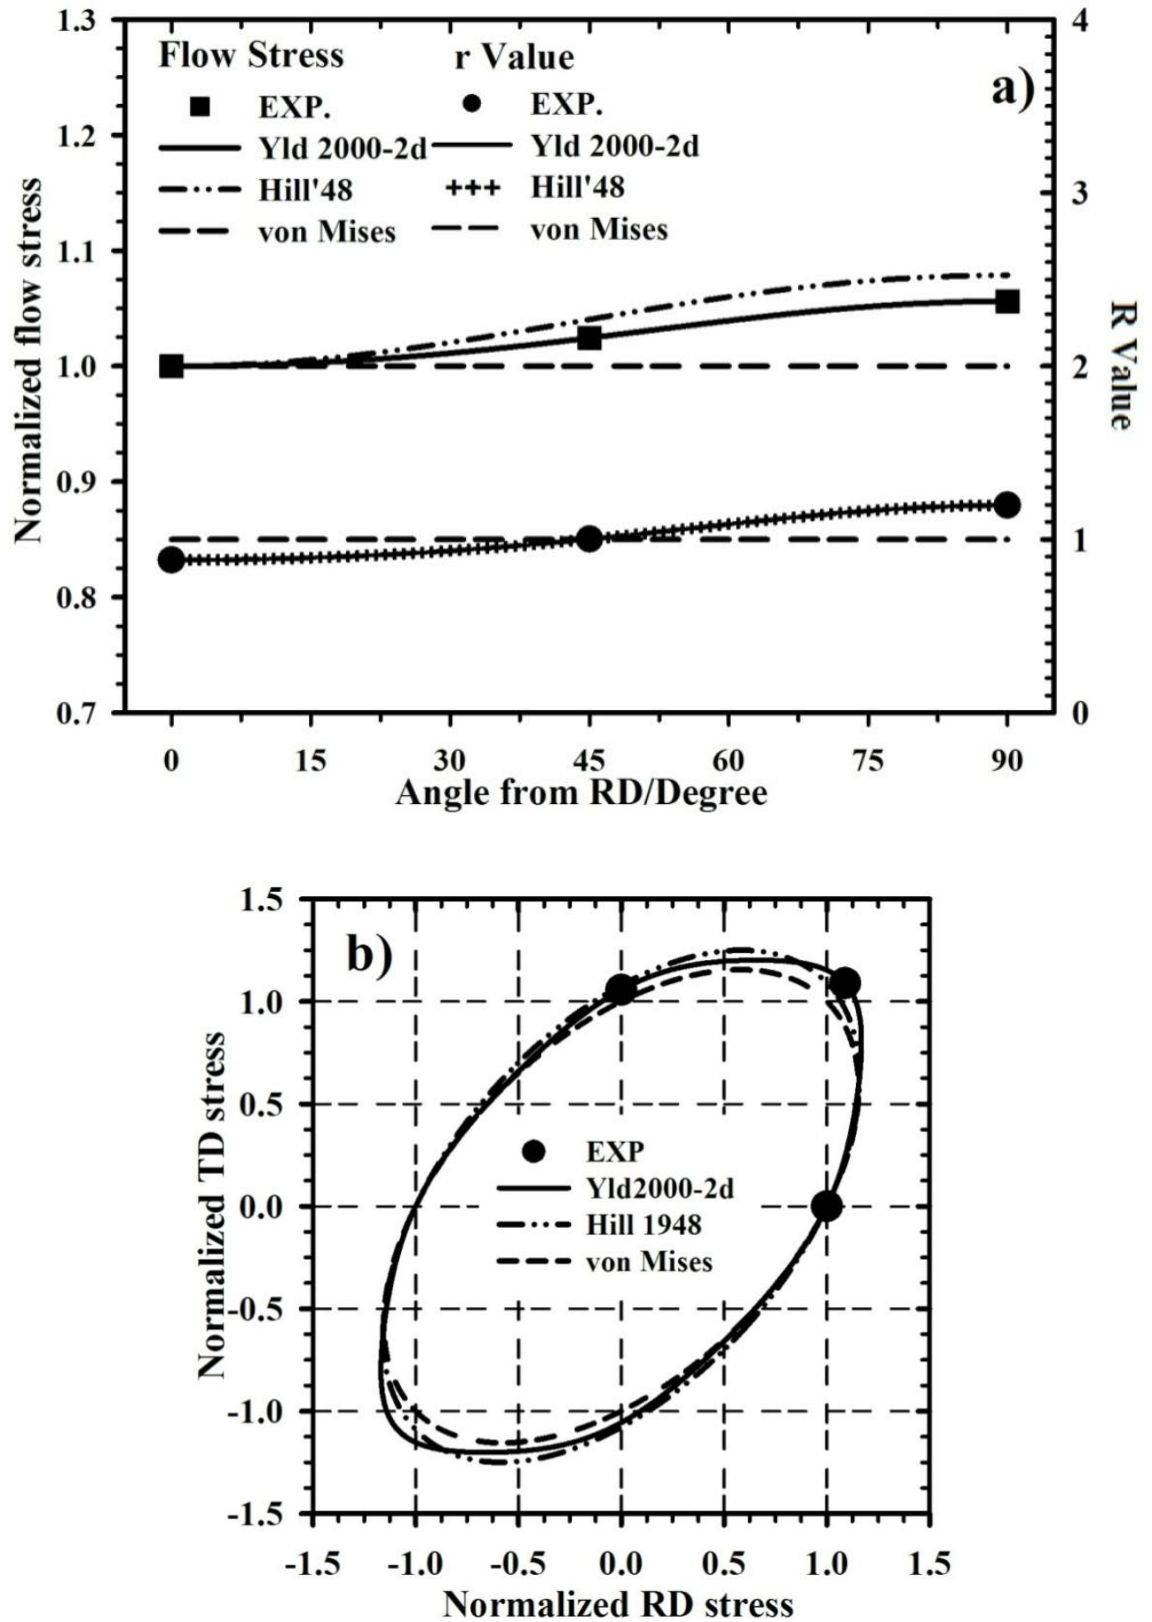 1.3
1.2
1.1
1.0
0.9
0.8
0.7
Normalized flow stress
Flow Stress
EXP.
Yld 2000-2d
Hill'48
von Mises
r Value
EXP.
Yld 2000-2d
Hill'48
von Mises
a)
4
3
2
1
0
R Value
0 15 30 45 60 75 90
Angle from RD/Degree
1.5
1.0
0.5
0.0
-0.5
-1.0
-1.5
Normalized TD stress
b)
EXP
Yld2000-2d
Hill 1948
von Mises
-1.5 -1.0 -0.5 0.0 0.5 1.0 1.5
Normalized RD stress